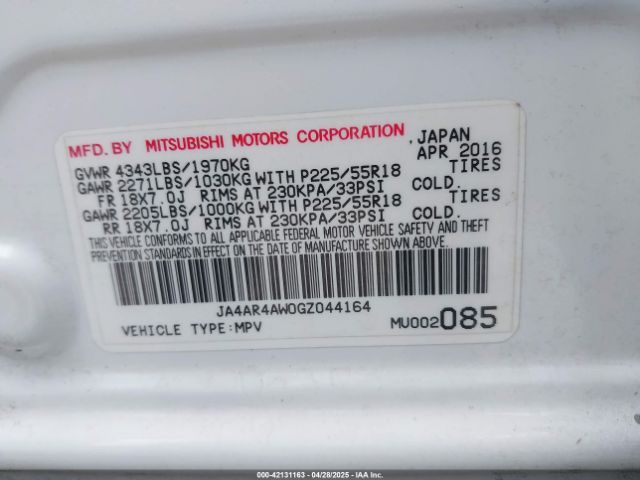 MFD.BY MITSUBISHI MOTORS CORPORATION, JAPAN
GVWR 4343LBS/1970KG APR 2016
GAWR 2271LBS/1030KG WITH P225/55R18 TIRES
FR 18X7.0J RIMS AT 230KPA/33PSI COLD.
GAWR 2205LBS/1000KG WITH P225/55R18 TIRES
RR 18X7.0J RIMS AT 230KPA/33PSI COLD.
THIS VEHICLE CONFORMS TO ALL APPLICABLE FEDERAL MOTOR VEHICLE SAFETY AND THEFT
PREVENTION STANDARDS IN EFFECT ON THE DATE OF MANUFACTURE SHOWN ABOVE.
JA4AR4AW0GZ044164
VEHICLE TYPE:MPV MU002085
000-42131163 | 04/28/2025 - IAA Inc.